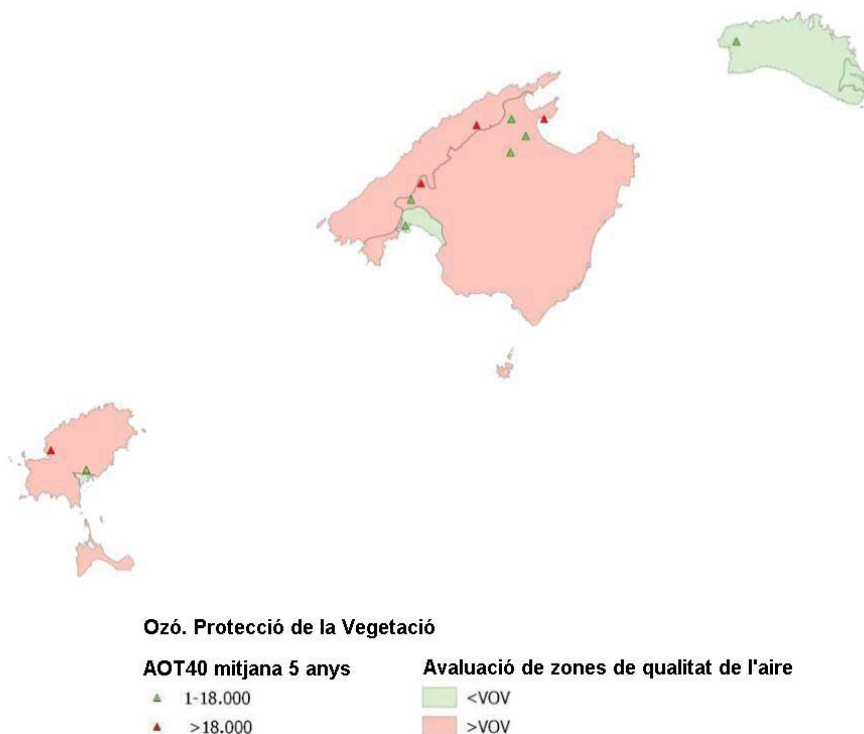 Ozó. Protecció de la Vegetació
AOT40 mitjana 5 anys
1-18.000
>18.000
Avaluació de zones de qualitat de l'aire
<VOV
>VOV